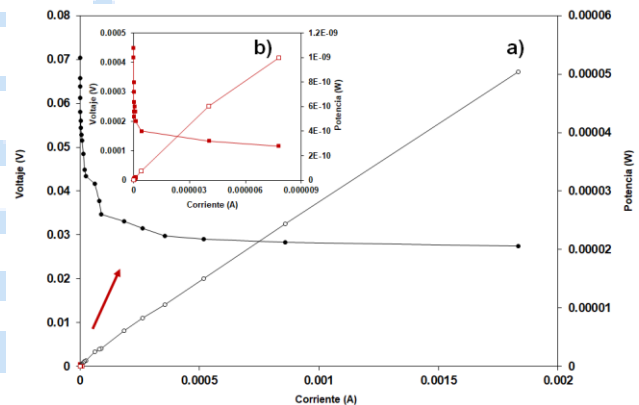 a)
Voltaje (V)
0.08
0.07
0.06
0.05
0.04
0.03
0.02
0.01
0
0
0.0005
0.001
0.0015
0.002
Corriente (A)
0.00006
0.00005
0.00004
0.00003
0.00002
0.00001
0
Potencia (W)
b)
Voltaje (V)
0.0005
0.0004
0.0003
0.0002
0.0001
0
0
0.000003
0.000006
0.000009
Corriente (A)
1.2E-09
1E-09
8E-10
6E-10
4E-10
2E-10
0
Potencia (W)